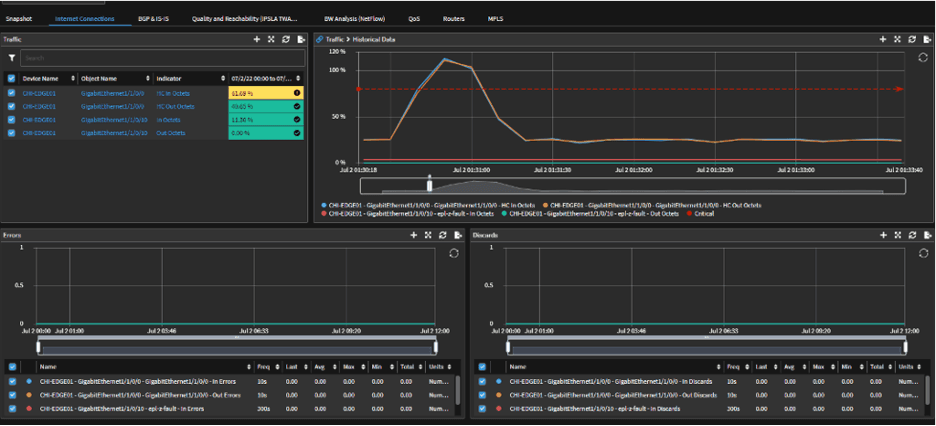 Snapshot Internet Connections BGP & IS-IS Quality and Reachability (IPSLA TWA... BW Analysis (NetFlow) QoS Routers MPLS
Traffic
Search
Device Name Object Name Indicator 07/2/22 00:00 to 07/...
CHI-EDGE01 GigabitEthernet1/1/0/0 HC In Octets 61.69 %
CHI-EDGE01 GigabitEthernet1/1/0/0 HC Out Octets
CHI-EDGE01 GigabitEthernet1/1/0/10 In Octets
CHI-EDGE01 GigabitEthernet1/1/0/10 Out Octets 0.00 %
Traffic > Historical Data
120 %
100 %
50 %
0 %
Jul 2 01:30:18 Jul 2 01:31:00 Jul 2 01:31:30 Jul 2 01:32:00 Jul 2 01:32:30 Jul 2 01:33:00 Jul 2 01:33:40
CHI-EDGE01 - GigabitEthernet1/1/0/0 - GigabitEthernet1/1/0/0 - HC In Octets CHI-EDGE01 - GigabitEthernet1/1/0/0 - GigabitEthernet1/1/0/0 - HC Out Octets
CHI-EDGE01 - GigabitEthernet1/1/0/10 - epl-z-fault - In Octets CHI-EDGE01 - GigabitEthernet1/1/0/10 - epl-z-fault - Out Octets Critical
Errors
1
0.5
0
Jul 2 00:00 Jul 2 01:00 Jul 2 03:46 Jul 2 06:33 Jul 2 09:20 Jul 2 12:00
Name Freq Last Avg Max Min Total Units
CHI-EDGE01 - GigabitEthernet1/1/0/0 - GigabitEthernet1/1/0/0 - In Errors 10s 0.00 0.00 0.00 0.00 0.00 Num...
CHI-EDGE01 - GigabitEthernet1/1/0/0 - GigabitEthernet1/1/0/0 - Out Errors 10s 0.00 0.00 0.00 0.00 0.00 Num...
CHI-EDGE01 - GigabitEthernet1/1/0/10 - epl-z-fault - In Errors 300s 0.00 0.00 0.00 0.00 0.00 Num...
Discards
1
0.5
0
Jul 2 00:00 Jul 2 01:00 Jul 2 03:46 Jul 2 06:33 Jul 2 09:20 Jul 2 12:00
Name Freq Last Avg Max Min Total Units
CHI-EDGE01 - GigabitEthernet1/1/0/0 - GigabitEthernet1/1/0/0 - In Discards 10s 0.00 0.00 0.00 0.00 0.00 Num...
CHI-EDGE01 - GigabitEthernet1/1/0/0 - GigabitEthernet1/1/0/0 - Out Discards 10s 0.00 0.00 0.00 0.00 0.00 Num...
CHI-EDGE01 - GigabitEthernet1/1/0/10 - epl-z-fault - In Discards 300s 0.00 0.00 0.00 0.00 0.00 Num...